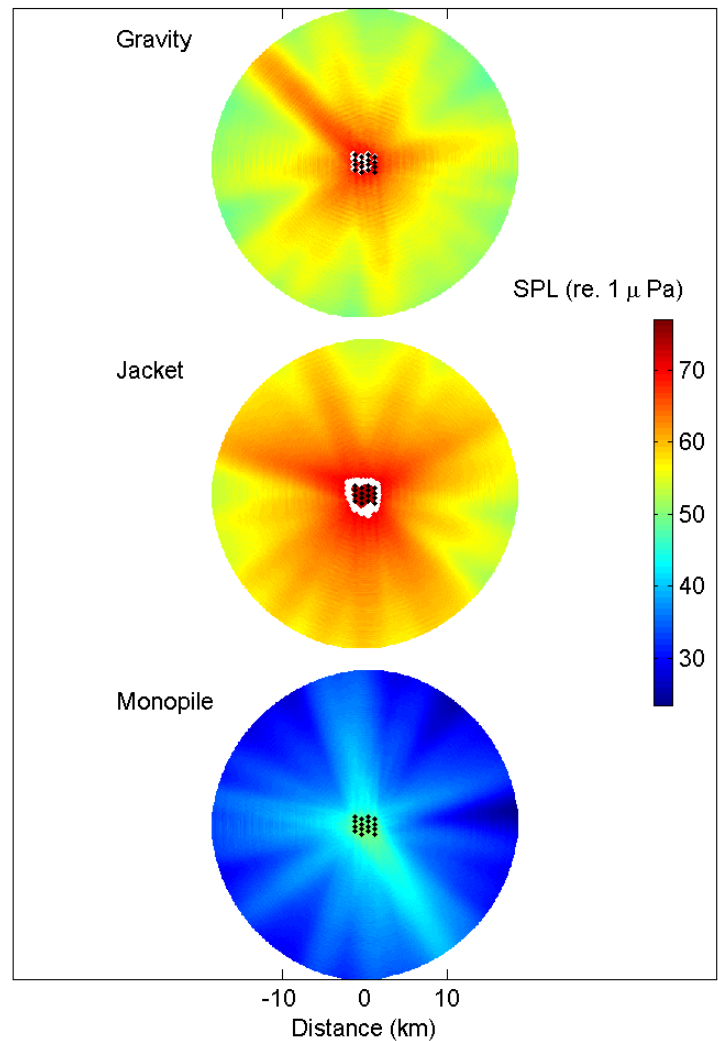 Gravity
SPL (re. 1 μ Pa)
Jacket
70
60
50
40
30
Monopile
-10 0 10
Distance (km)